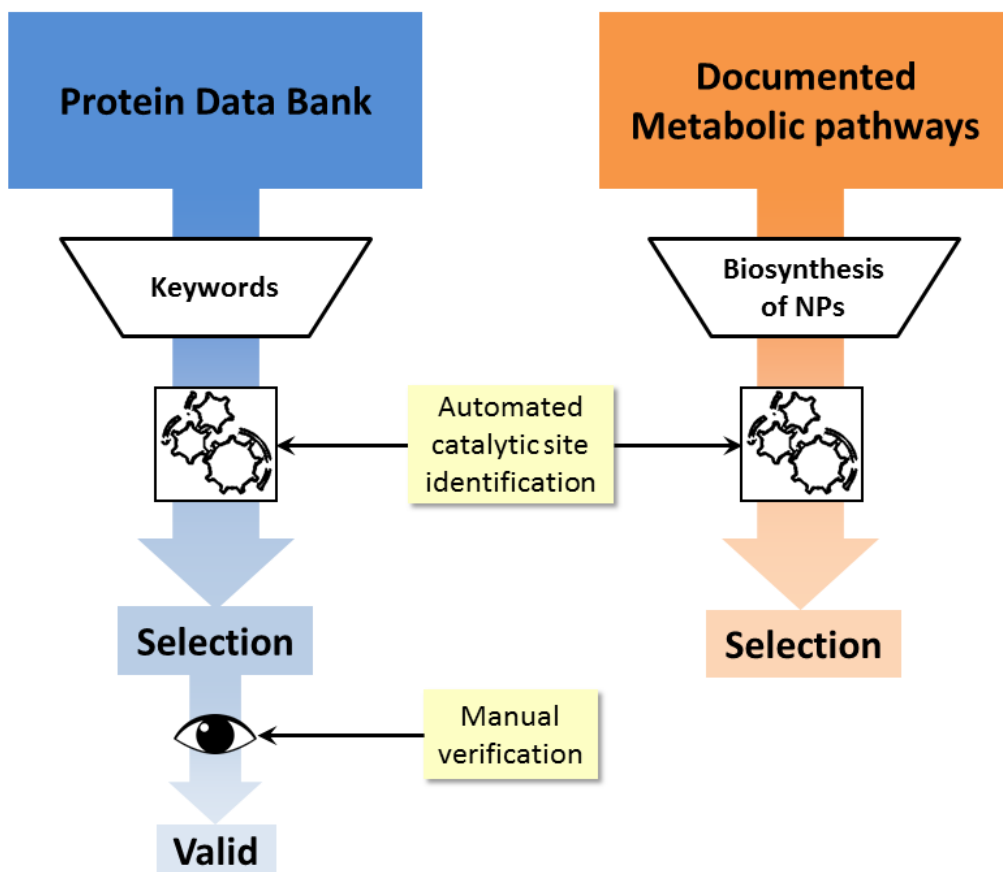 Protein Data Bank
Documented
Metabolic pathways
Keywords
Biosynthesis
of NPs
Automated
catalytic site
identification
Selection
Selection
Manual
verification
Valid